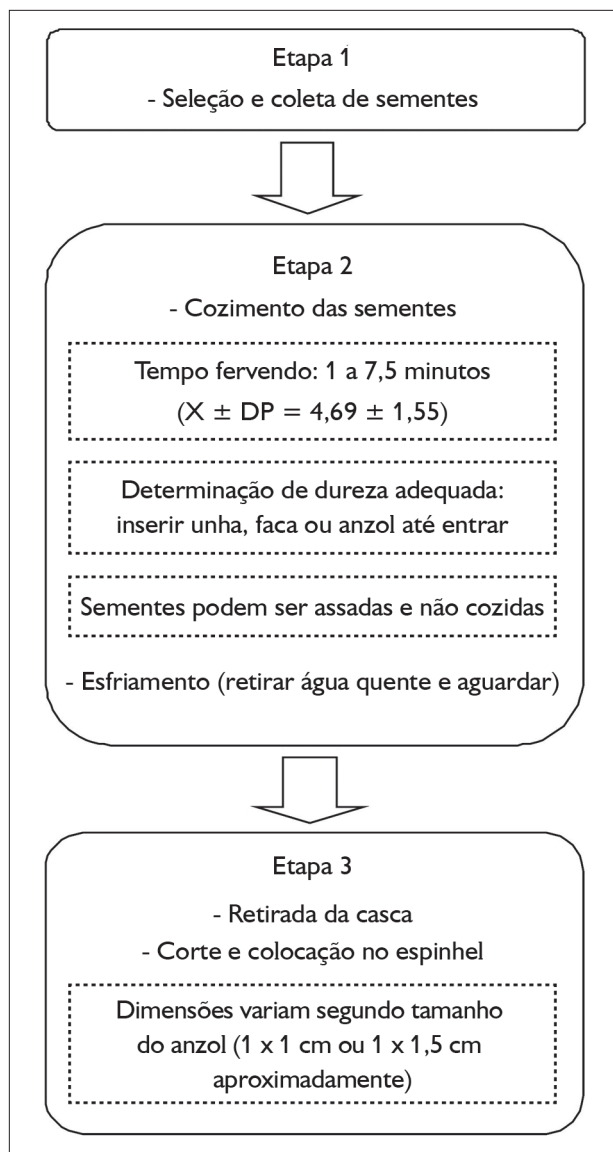 Etapa 1
- Seleção e coleta de sementes
Etapa 2
- Cozimento das sementes
Tempo fervendo: 1 a 7,5 minutos
(X ± DP = 4,69 ± 1,55)
Determinação de dureza adequada:
inserir unha, faca ou anzol até entrar
Sementes podem ser assadas e não cozidas
- Esfriamento (retirar água quente e aguardar)
Etapa 3
- Retirada da casca
- Corte e colocação no espinhel
Dimensões variam segundo tamanho
do anzol (1 x 1 cm ou 1 x 1,5 cm
aproximadamente)